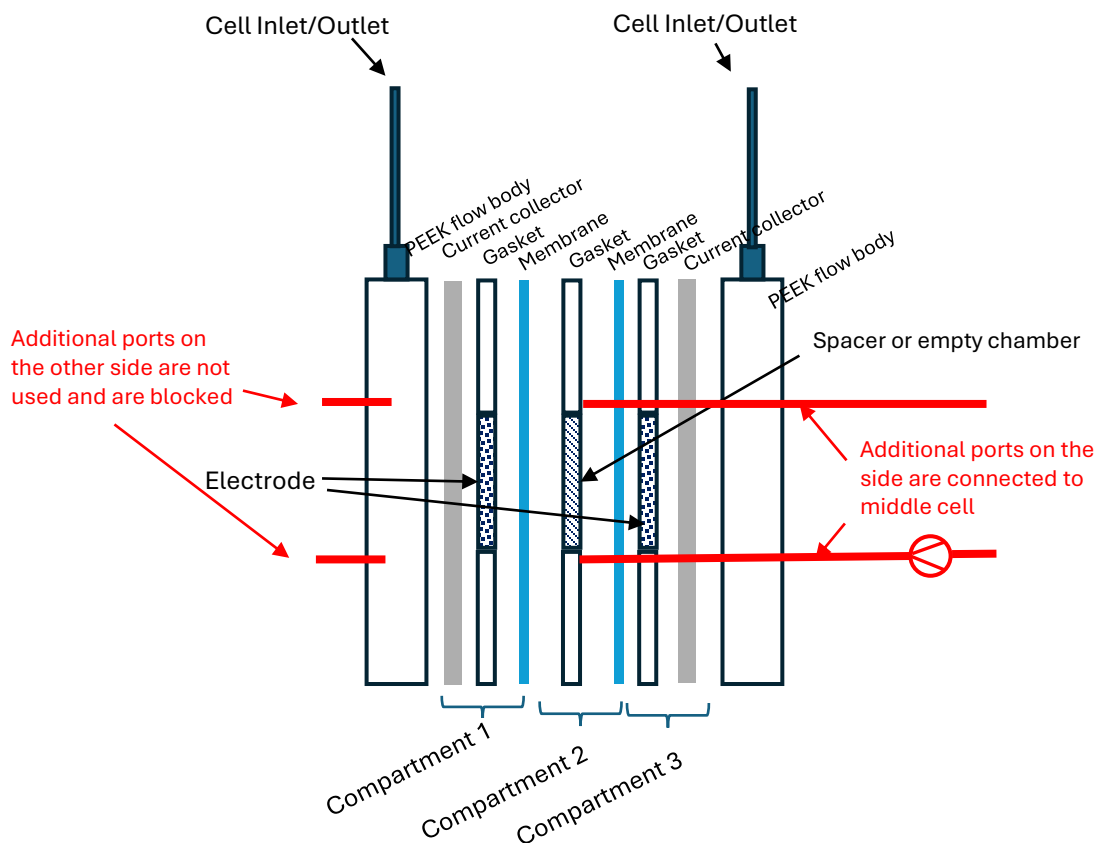 Cell Inlet/Outlet
Cell Inlet/Outlet
PEEK flow body
Current collector
Gasket
Membrane
Gasket
Membrane
Gasket
Current collector
PEEK flow body
Additional ports on
the other side are not
used and are blocked
Spacer or empty chamber
Electrode
Additional ports on the
side are connected to
middle cell
Compartment 1
Compartment 2
Compartment 3